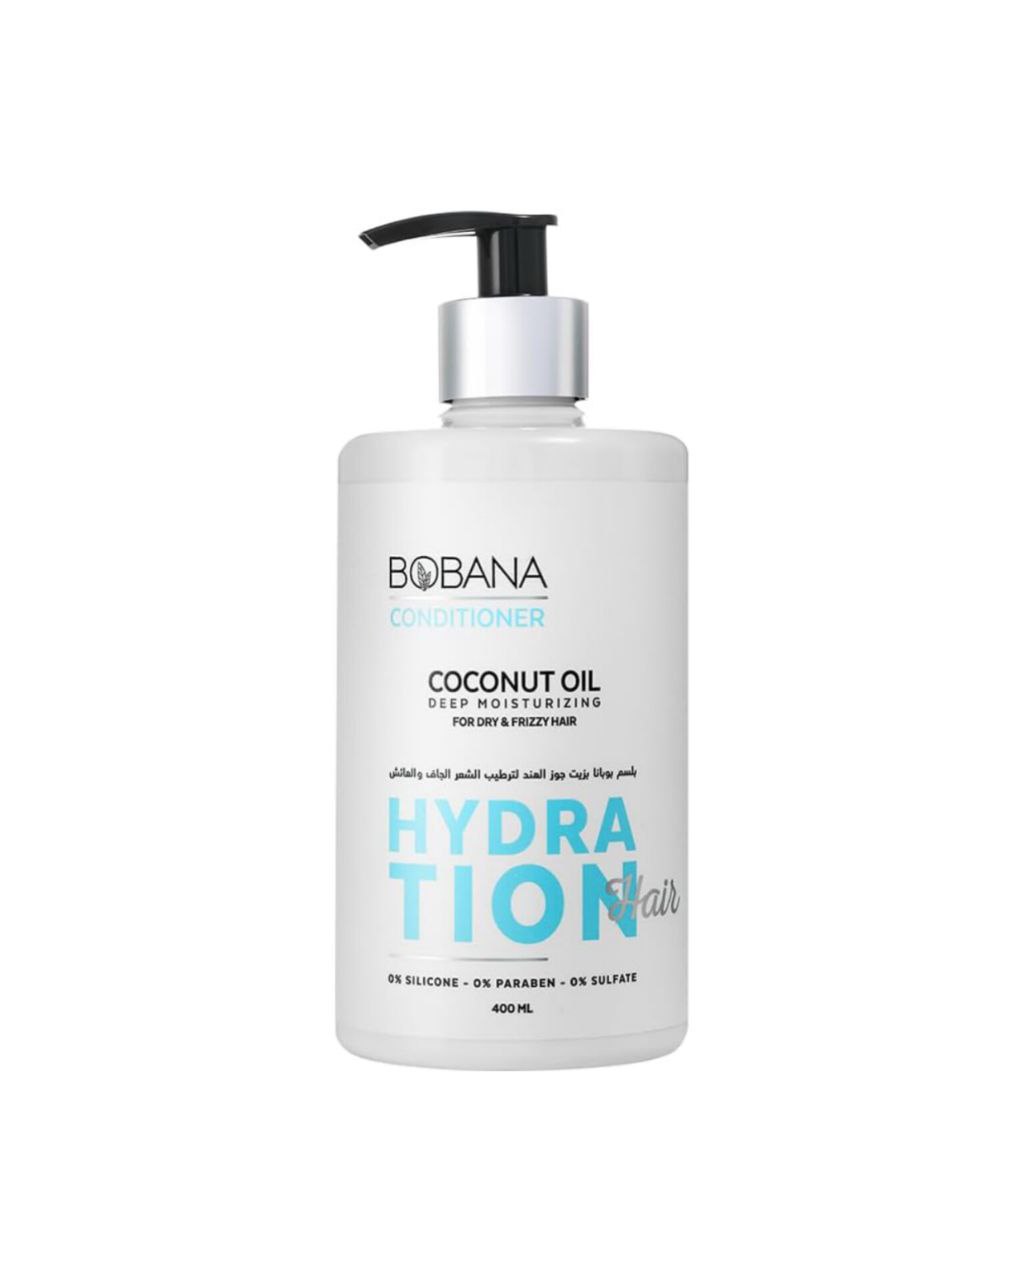 BOBANA
CONDITIONER
COCONUT OIL
DEEP MOISTURIZING
FOR DRY & FRIZZY HAIR
بلسم بوبانا بزيت جوز الهند لترطيب الشعر الجاف والهائش
HYDRA
TION
Hair
0% SILICONE - 0% PARABEN - 0% SULFATE
400 ML